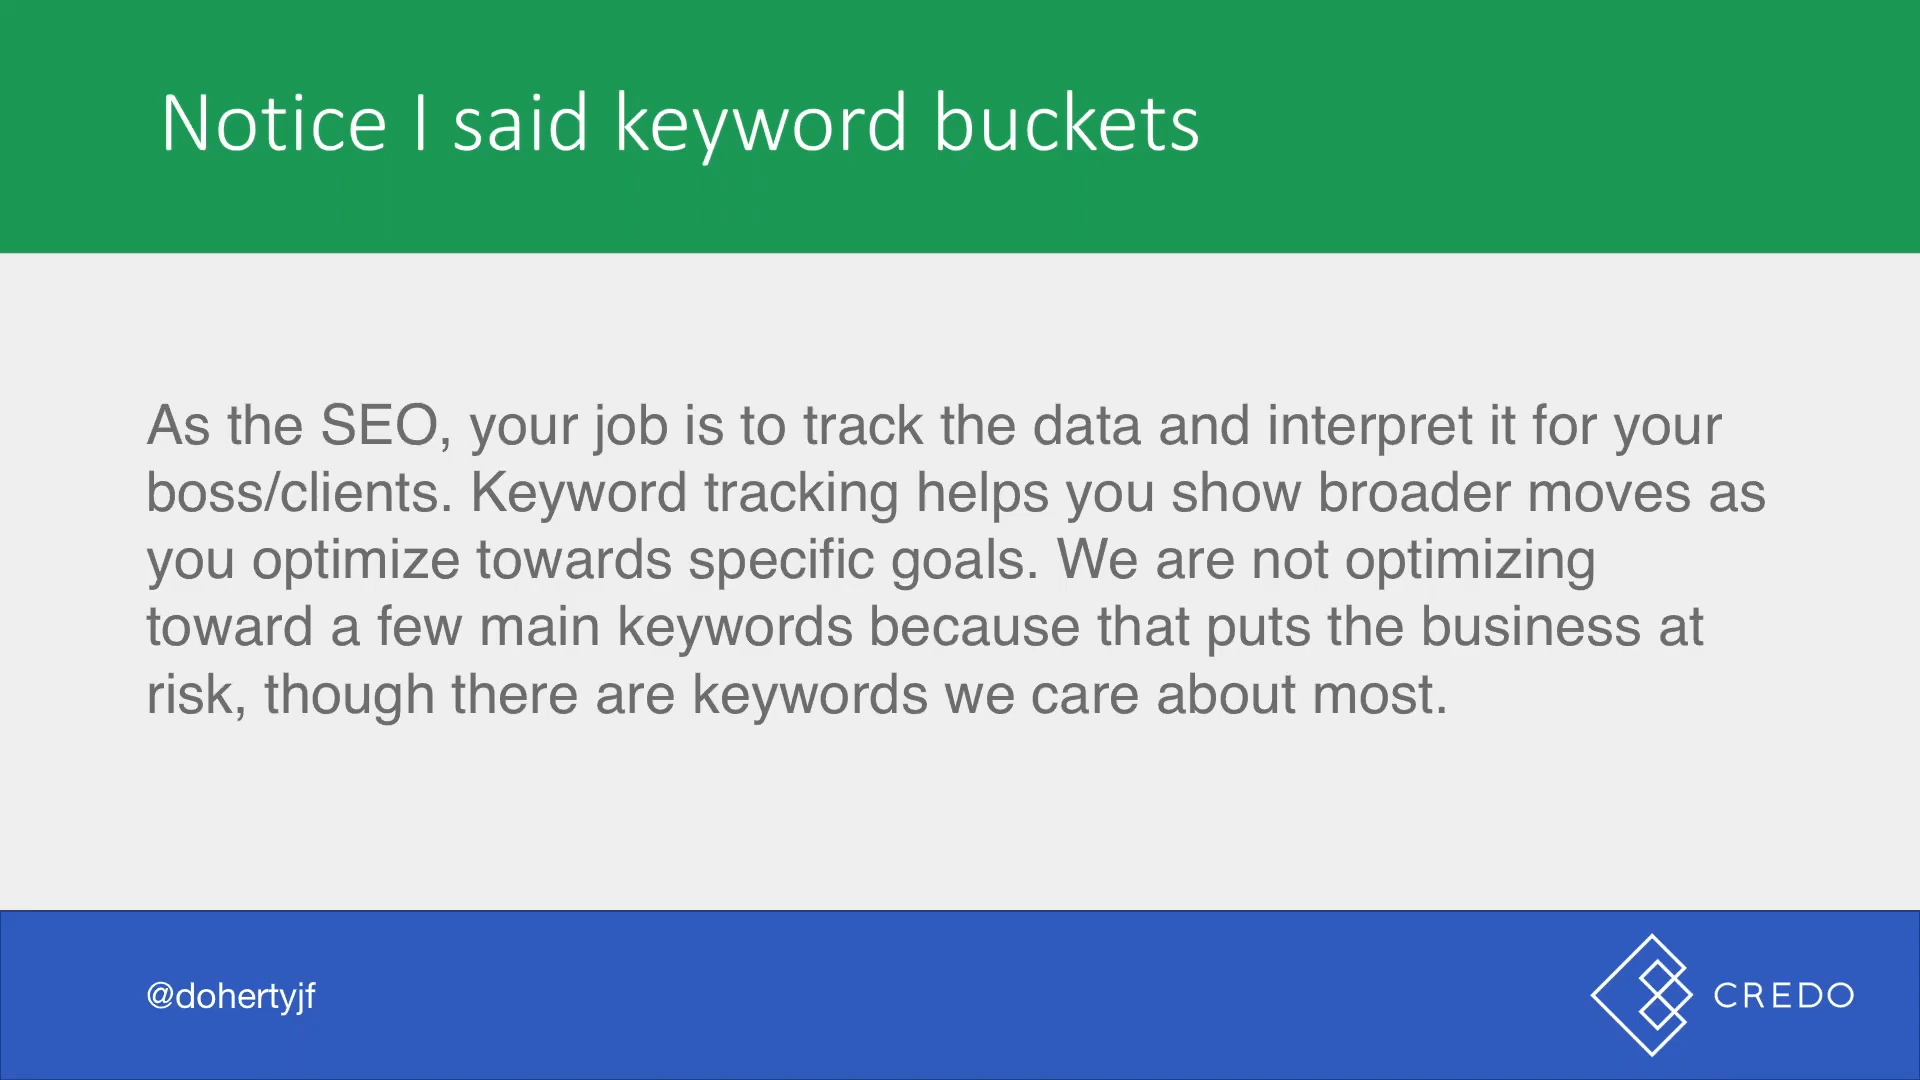 Notice I said keyword buckets
As the SEO, your job is to track the data and interpret it for your
boss/clients. Keyword tracking helps you show broader moves as
you optimize towards specific goals. We are not optimizing
toward a few main keywords because that puts the business at
risk, though there are keywords we care about most.
@dohertyjf
CREDO